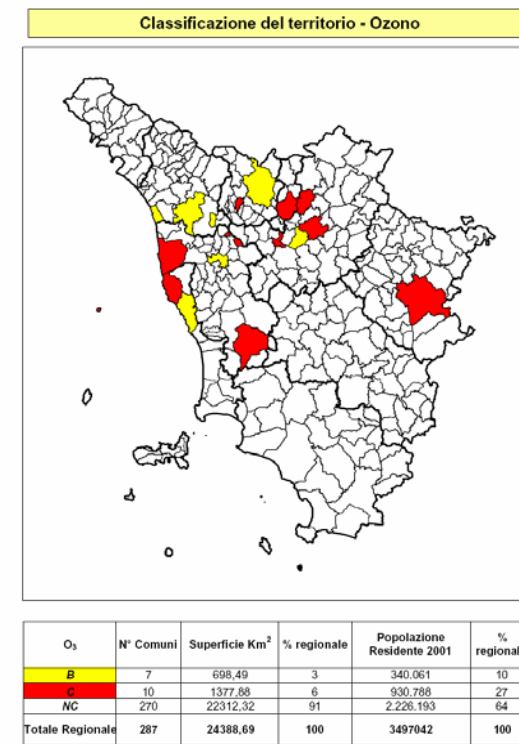 Classificazione del territorio - Ozono
O3 N° Comuni Superficie Km2 % regionale Popolazione Residente 2001 % regional
B 7 698,49 3 340.061 10
C 10 1377,88 6 930.788 27
NC 270 22312,32 91 2.226.193 64
Totale Regionale 287 24388,69 100 3497042 100